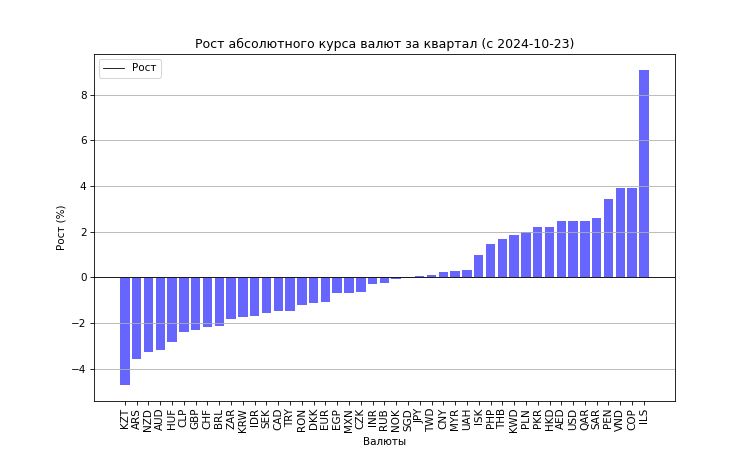 Рост абсолютного курса валют за квартал (с 2024-10-23)
Рост
8
6
4
2
0
−2
−4
Рост (%)
KZT ARS NZD AUD HUF CLP GBP CHF BRL ZAR KRW IDR SEK CAD TRY RON DKK EUR EGP MXN CZK INR RUB NOK SGD JPY TWD CNY MYR UAH ISK PHP THB KWD PLN PKR HKD AED USD QAR SAR PEN VND COP ILS
Валюты